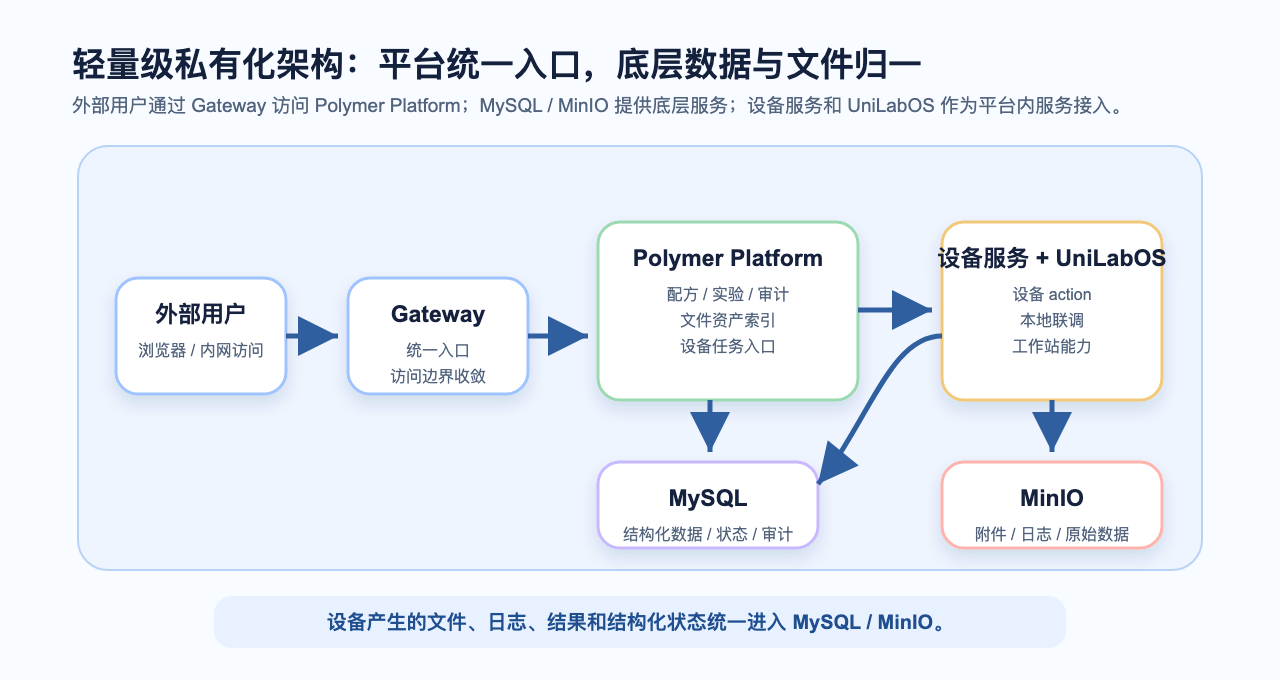 轻量级私有化架构：平台统一入口，底层数据与文件归一
外部用户通过 Gateway 访问 Polymer Platform；MySQL / MinIO 提供底层服务；设备服务和 UniLabOS 作为平台内服务接入。
外部用户
浏览器 / 内网访问
Gateway
统一入口
访问边界收敛
Polymer Platform
配方 / 实验 / 审计
文件资产索引
设备任务入口
设备服务 + UniLabOS
设备 action
本地联调
工作站能力
MySQL
结构化数据 / 状态 / 审计
MinIO
附件 / 日志 / 原始数据
设备产生的文件、日志、结果和结构化状态统一进入 MySQL / MinIO。